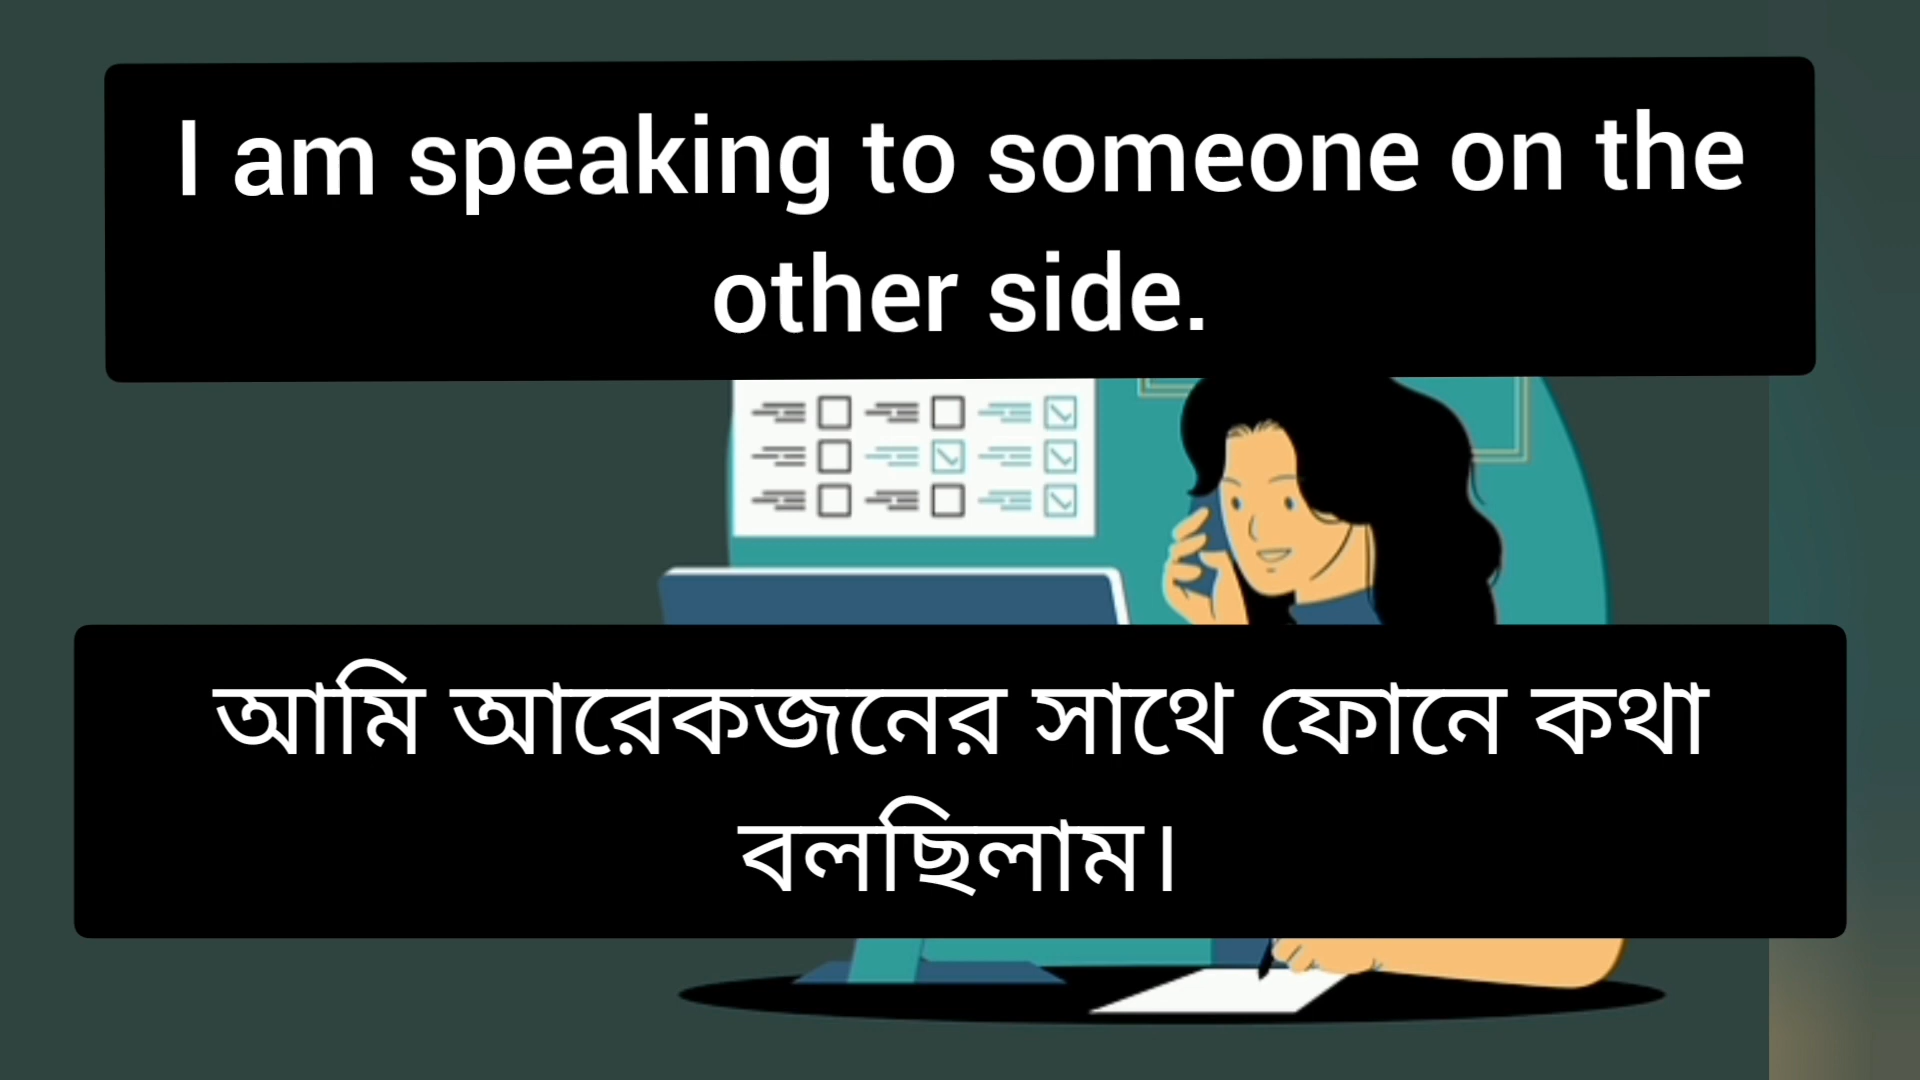 I am speaking to someone on the
other side.
আমি আরেকজনের সাথে ফোনে কথা
বলছিলাম।